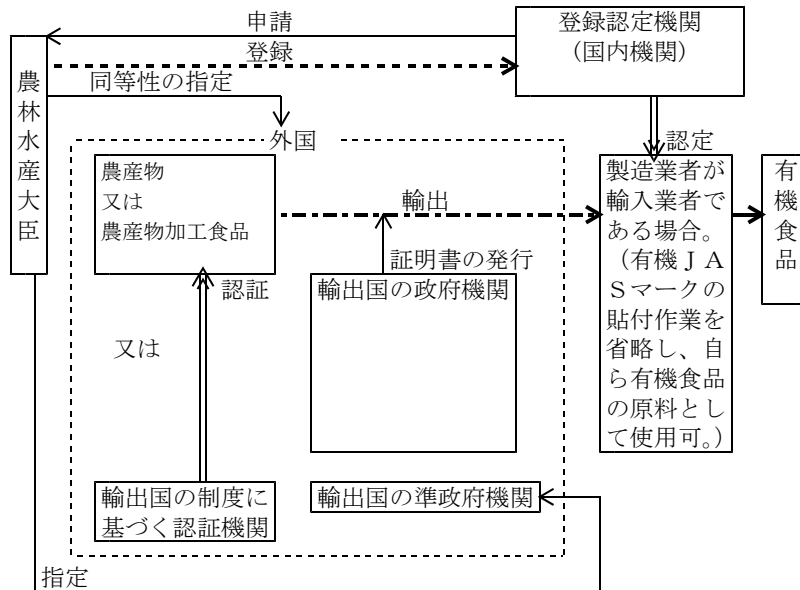 申請
登録認定機関
（国内機関）
登録
農林水産大臣
同等性の指定
外国
認定
農産物
又は
農産物加工食品
輸出
製造業者が
輸入業者で
ある場合。
（有機ＪＡ
Ｓマークの
貼付作業を
省略し、自
ら有機食品
の原料とし
て使用可。）
有機食品
証明書の発行
認証
輸出国の政府機関
又は
輸出国の制度に
基づく認証機関
輸出国の準政府機関
指定